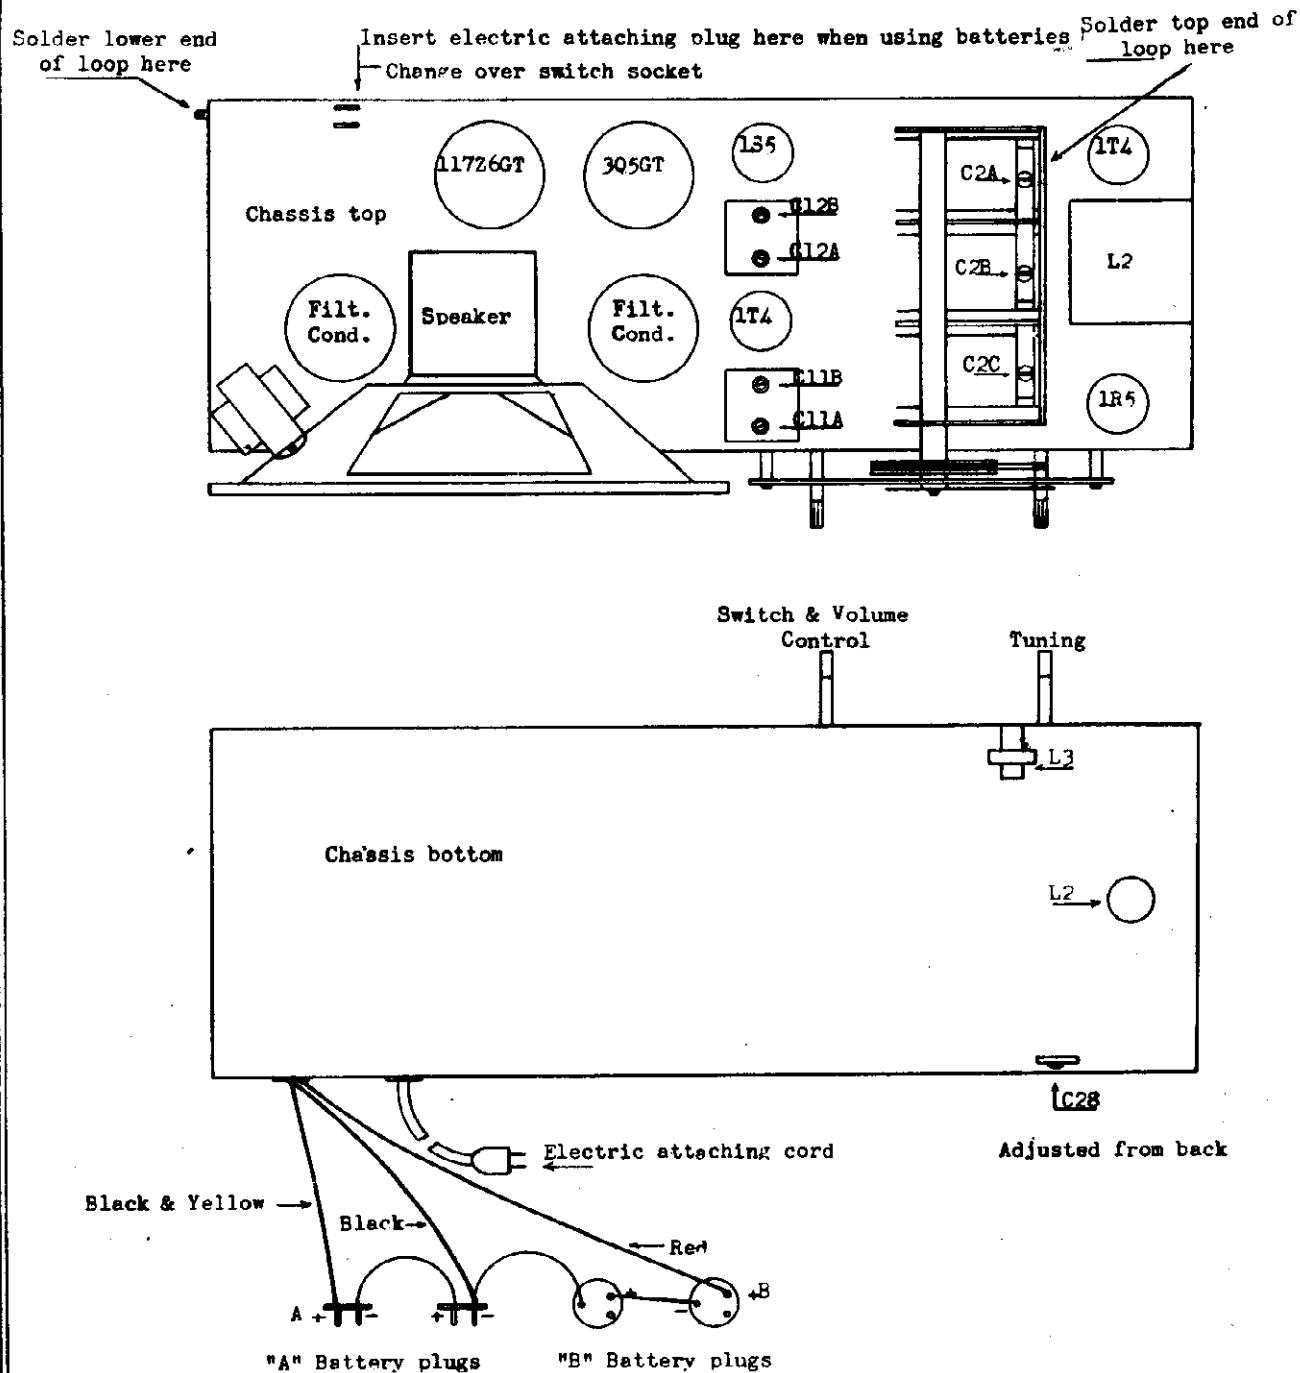 Solder lower end
of loop here
Insert electric attaching plug here when using batteries
Change over switch socket
Solder top end of
loop here
117Z6GT
3Q5GT
1S5
1T4
C2A
Chassis top
C12B
C12A
C2B
L2
Filt.
Cond.
Speaker
Filt.
Cond.
1T4
C2C
C11B
C11A
1R5
Switch & Volume
Control
Tuning
L3
Chassis bottom
L2
C28
Electric attaching cord
Adjusted from back
Black & Yellow
Black
Red
A + - + - + - +B
"A" Battery plugs
"B" Battery plugs